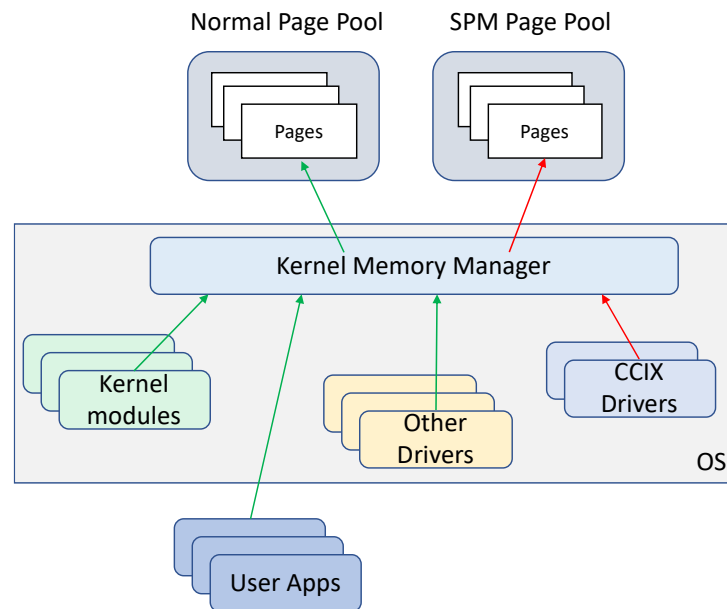 Normal Page Pool
SPM Page Pool
Pages
Pages
Kernel Memory Manager
Kernel
modules
Other
Drivers
CCIX
Drivers
OS
User Apps